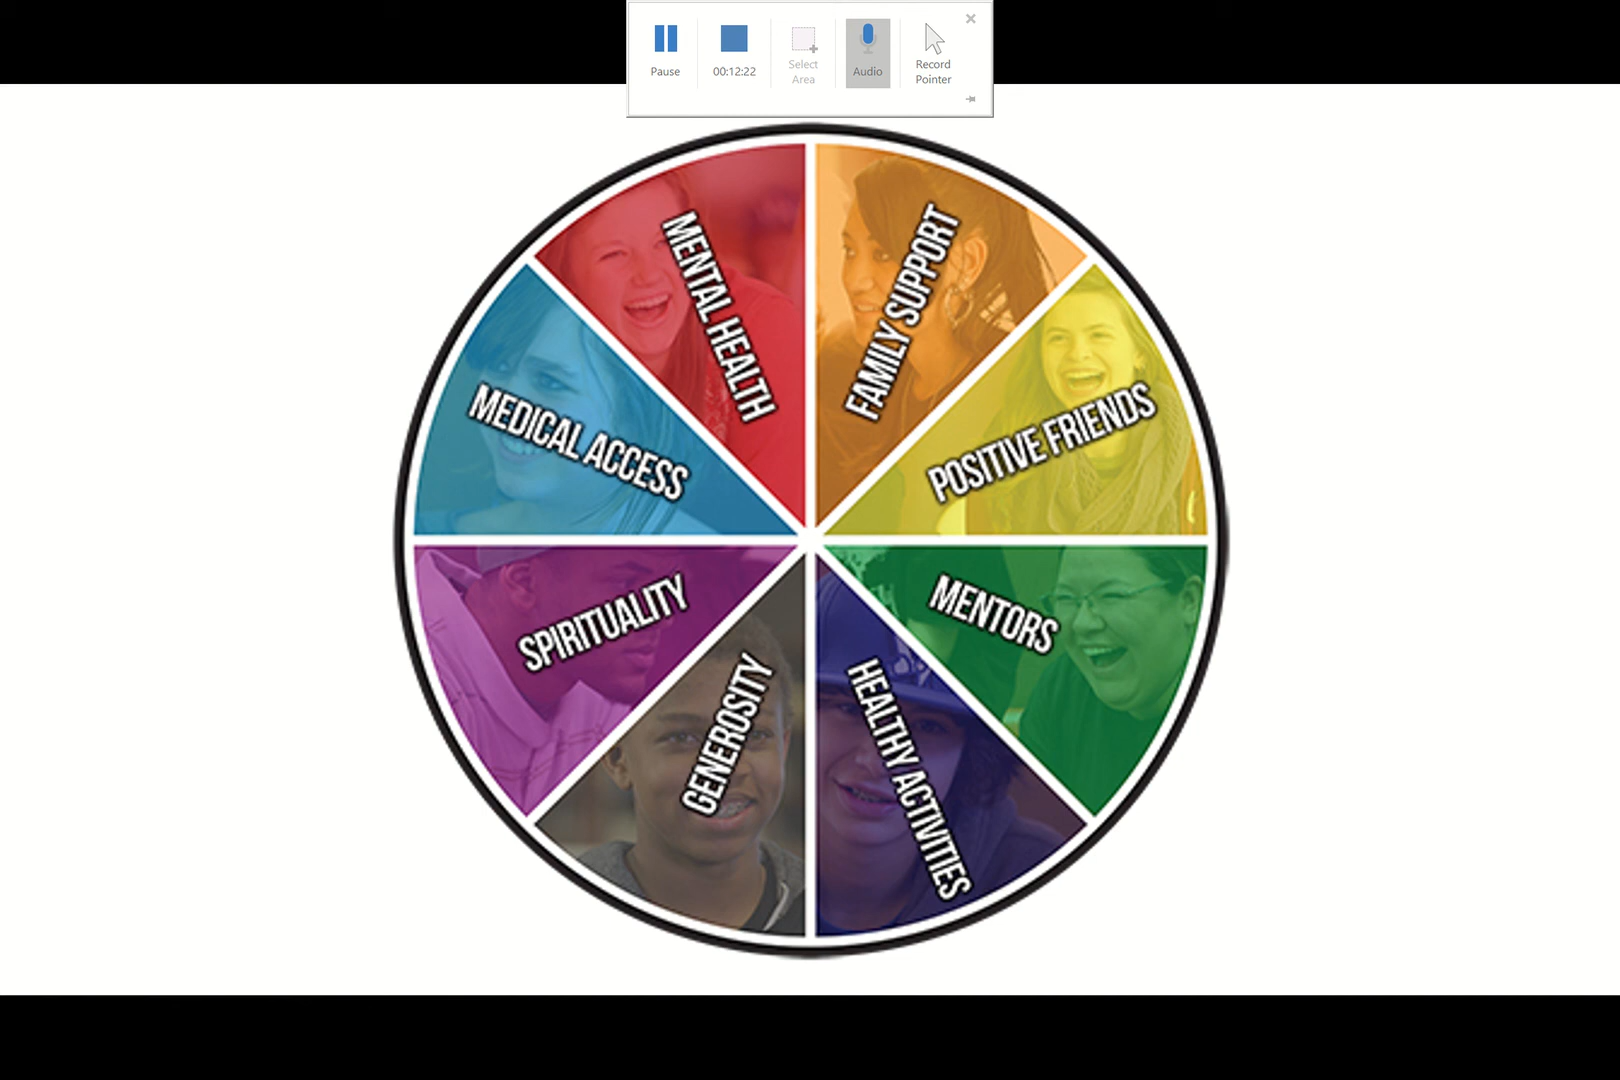 Pause
00:12:22
Select
Area
Audio
Record
Pointer
MENTAL HEALTH
FAMILY SUPPORT
POSITIVE FRIENDS
MENTORS
HEALTHY ACTIVITIES
GENEROSITY
SPIRITUALITY
MEDICAL ACCESS